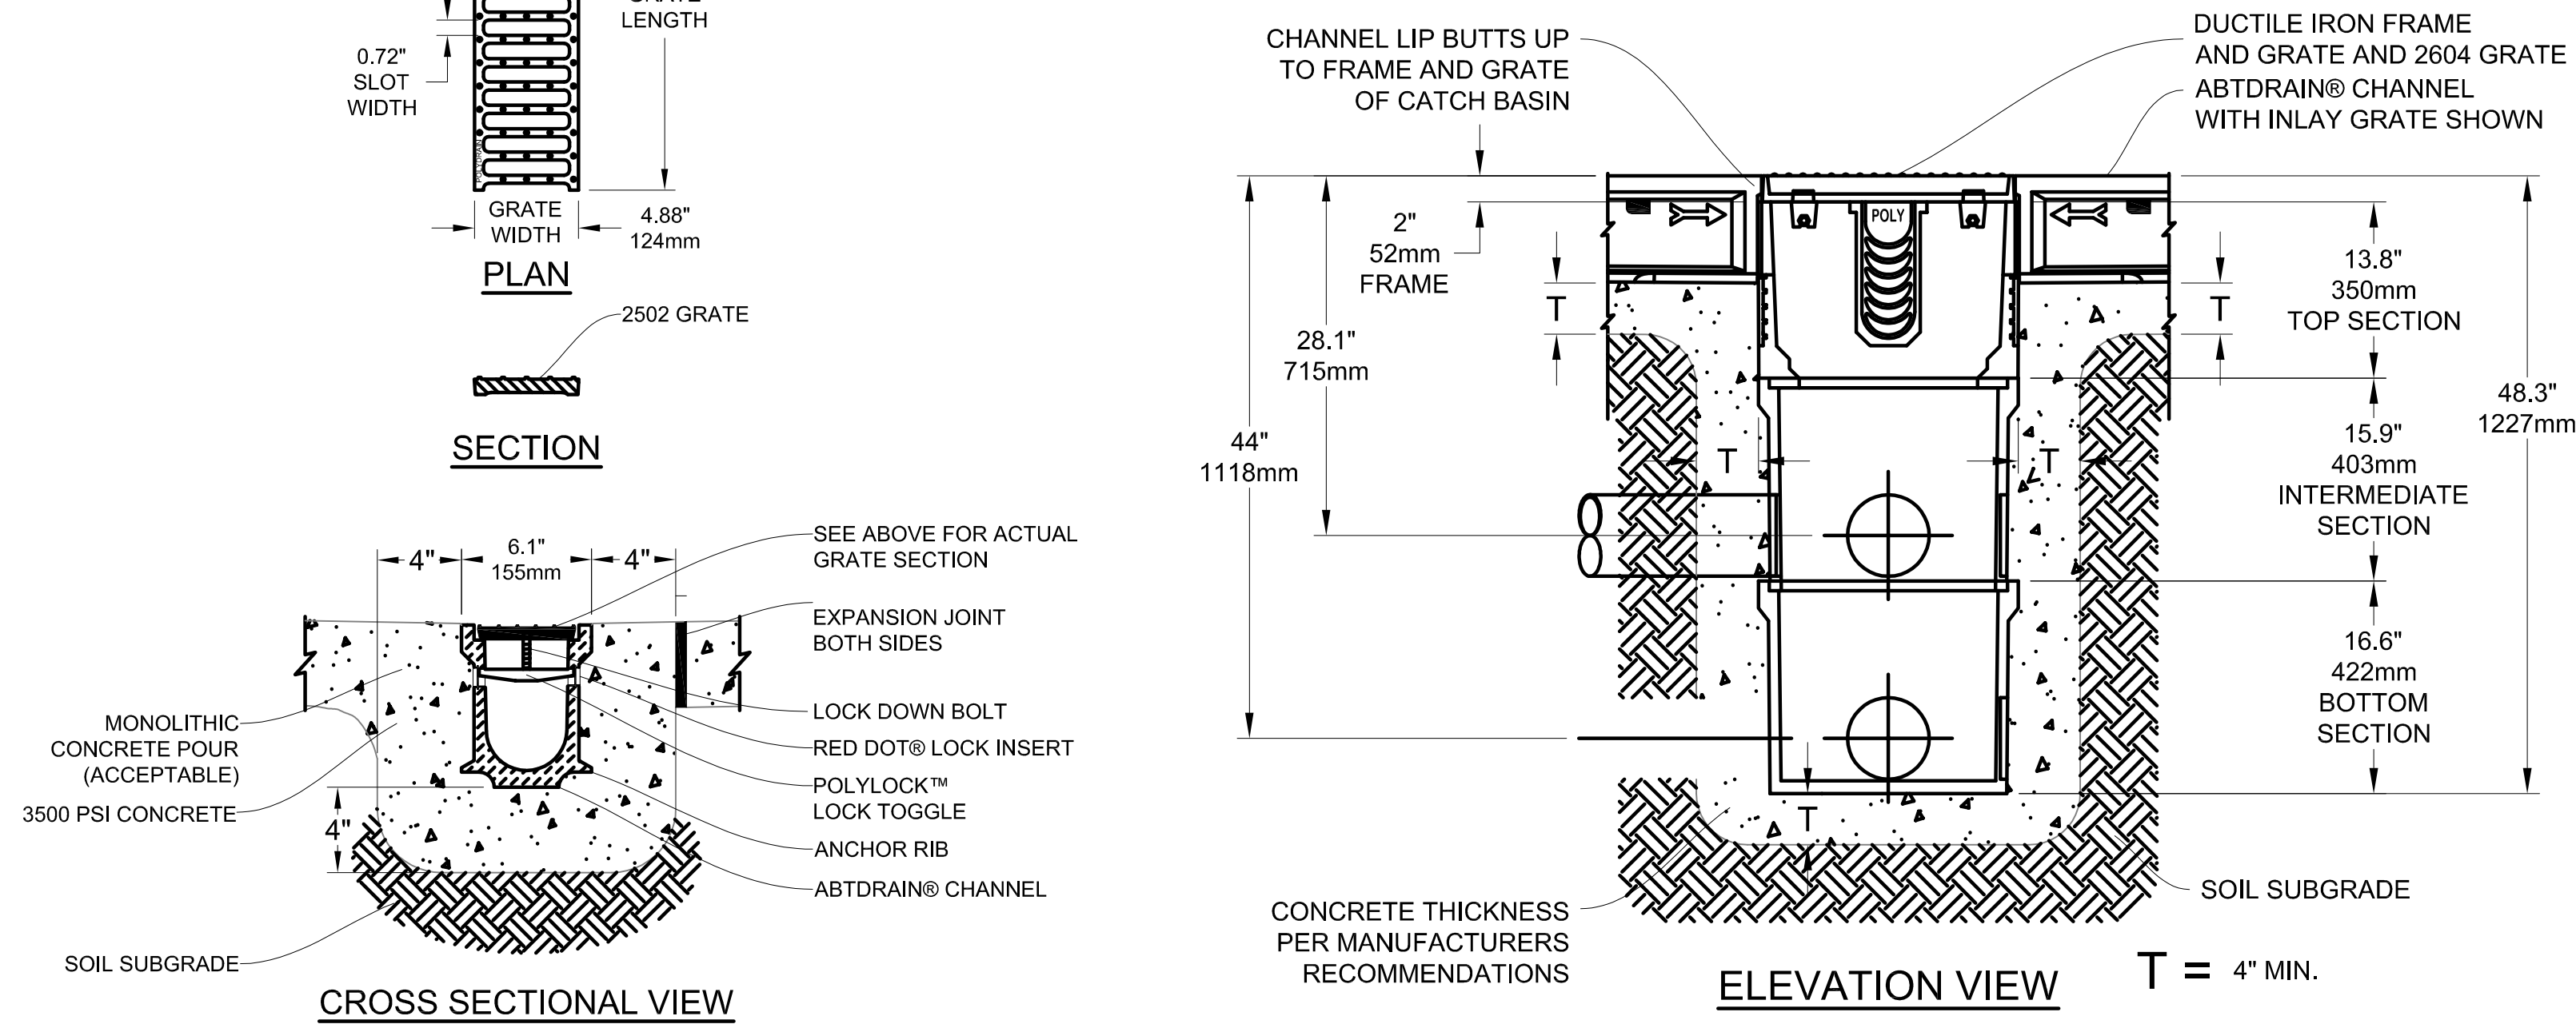 GRATE
LENGTH
0.72"
SLOT
WIDTH
POLYDRAIN
GRATE
WIDTH
4.88"
124mm
PLAN
2502 GRATE
SECTION
4"
6.1"
155mm
4"
SEE ABOVE FOR ACTUAL
GRATE SECTION
EXPANSION JOINT
BOTH SIDES
LOCK DOWN BOLT
RED DOT® LOCK INSERT
POLYLOCK™
LOCK TOGGLE
ANCHOR RIB
ABTDRAIN® CHANNEL
MONOLITHIC
CONCRETE POUR
(ACCEPTABLE)
3500 PSI CONCRETE
4"
SOIL SUBGRADE
CROSS SECTIONAL VIEW
CHANNEL LIP BUTTS UP
TO FRAME AND GRATE
OF CATCH BASIN
DUCTILE IRON FRAME
AND GRATE AND 2604 GRATE
ABTDRAIN® CHANNEL
WITH INLAY GRATE SHOWN
2"
52mm
FRAME
POLY
T
T
13.8"
350mm
TOP SECTION
28.1"
715mm
44"
1118mm
48.3"
1227mm
T
T
15.9"
403mm
INTERMEDIATE
SECTION
16.6"
422mm
BOTTOM
SECTION
T
CONCRETE THICKNESS
PER MANUFACTURERS
RECOMMENDATIONS
SOIL SUBGRADE
ELEVATION VIEW
T = 4" MIN.